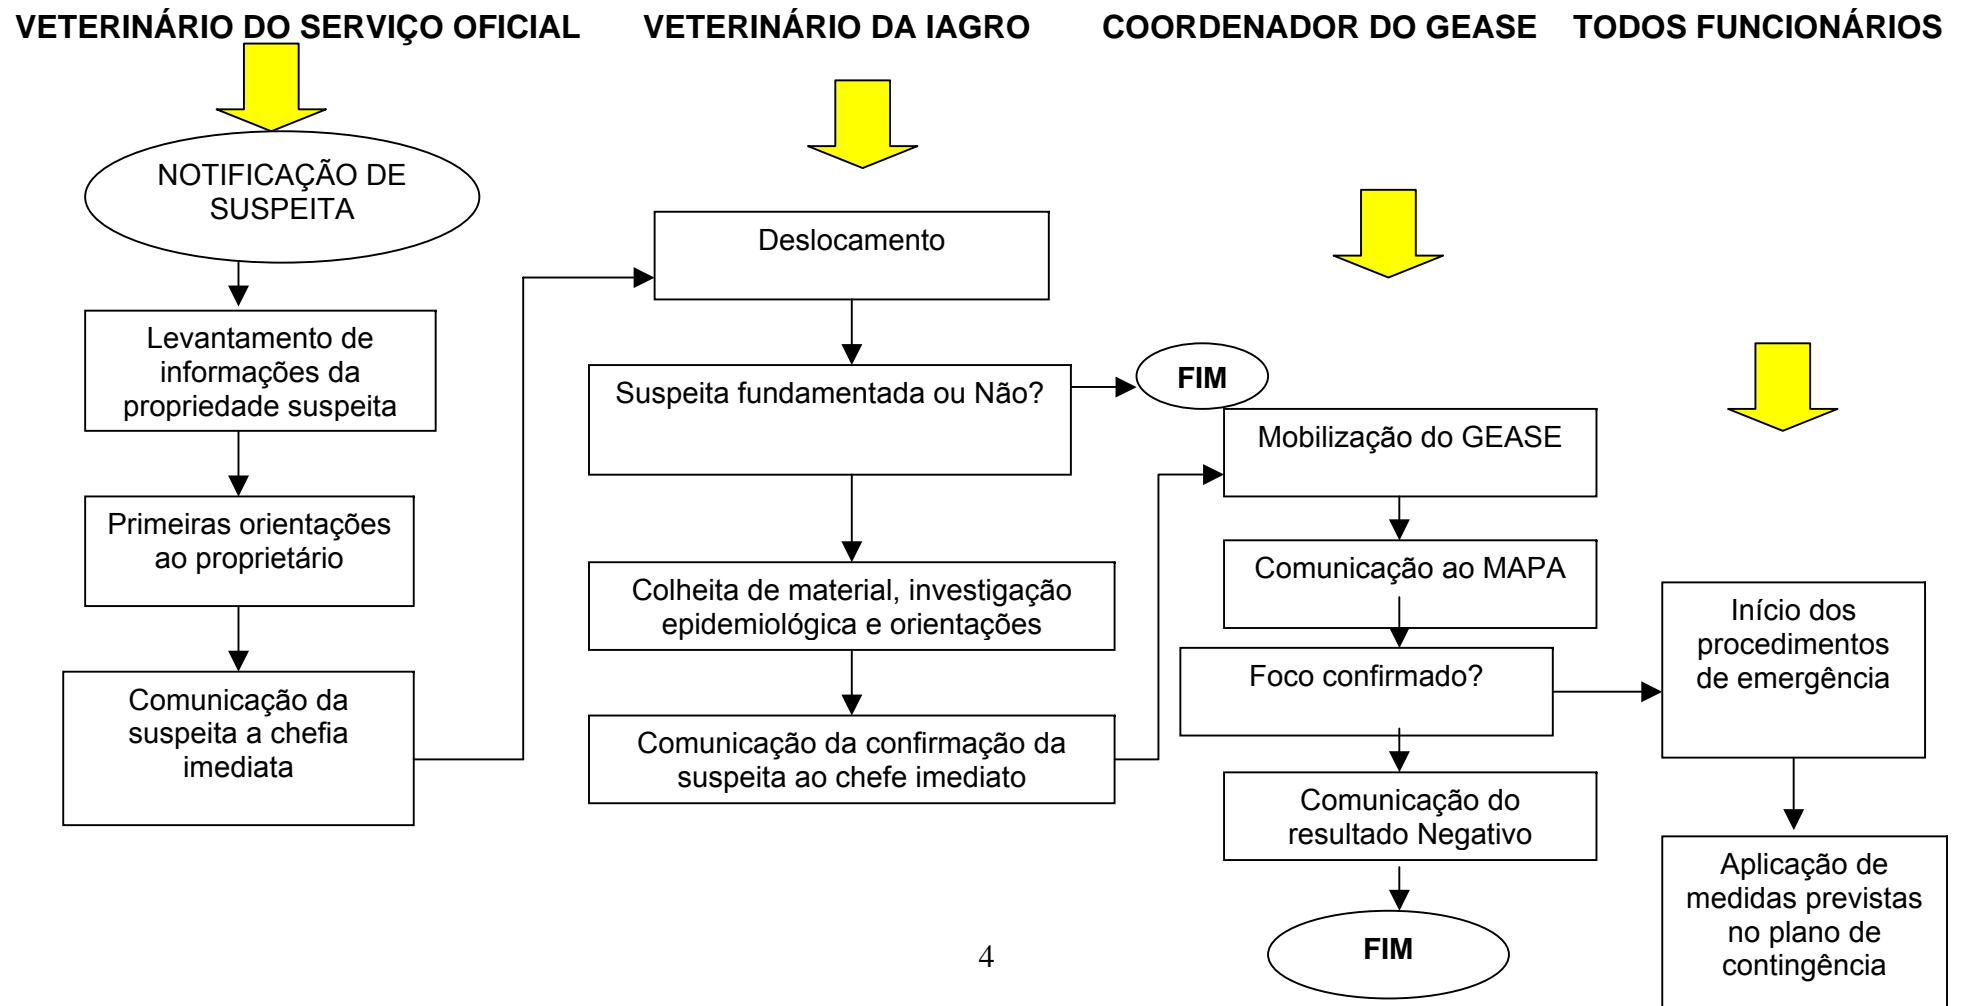 VETERINÁRIO DO SERVIÇO OFICIAL
VETERINÁRIO DA IAGRO
COORDENADOR DO GEASE
TODOS FUNCIONÁRIOS
NOTIFICAÇÃO DE
SUSPEITA
Levantamento de
informações da
propriedade suspeita
Primeiras orientações
ao proprietário
Comunicação da
suspeita a chefia
imediata
Deslocamento
Suspeita fundamentada ou Não?
FIM
Colheita de material, investigação
epidemiológica e orientações
Comunicação da confirmação da
suspeita ao chefe imediato
Mobilização do GEASE
Comunicação ao MAPA
Foco confirmado?
Comunicação do
resultado Negativo
FIM
Início dos
procedimentos
de emergência
Aplicação de
medidas previstas
no plano de
contingência
4